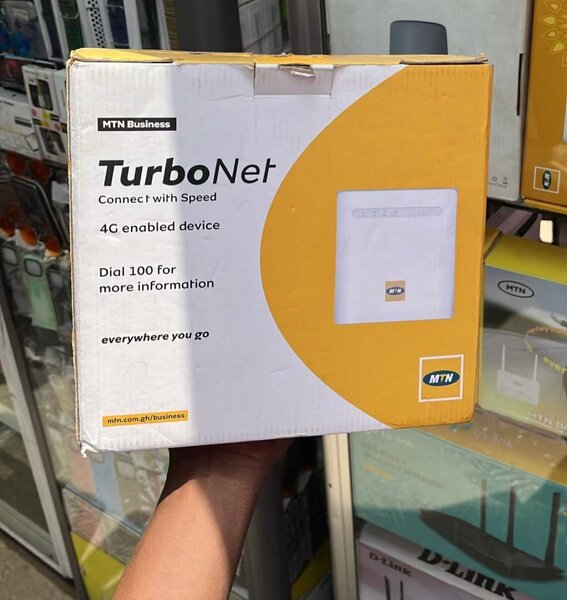 MTN Business
TurboNet
Connect with Speed
4G enabled device
Dial 100 for
more information
everywhere you go
mtn.com.gh/business
MTN
MTN
MTN
D-Link
D-Link